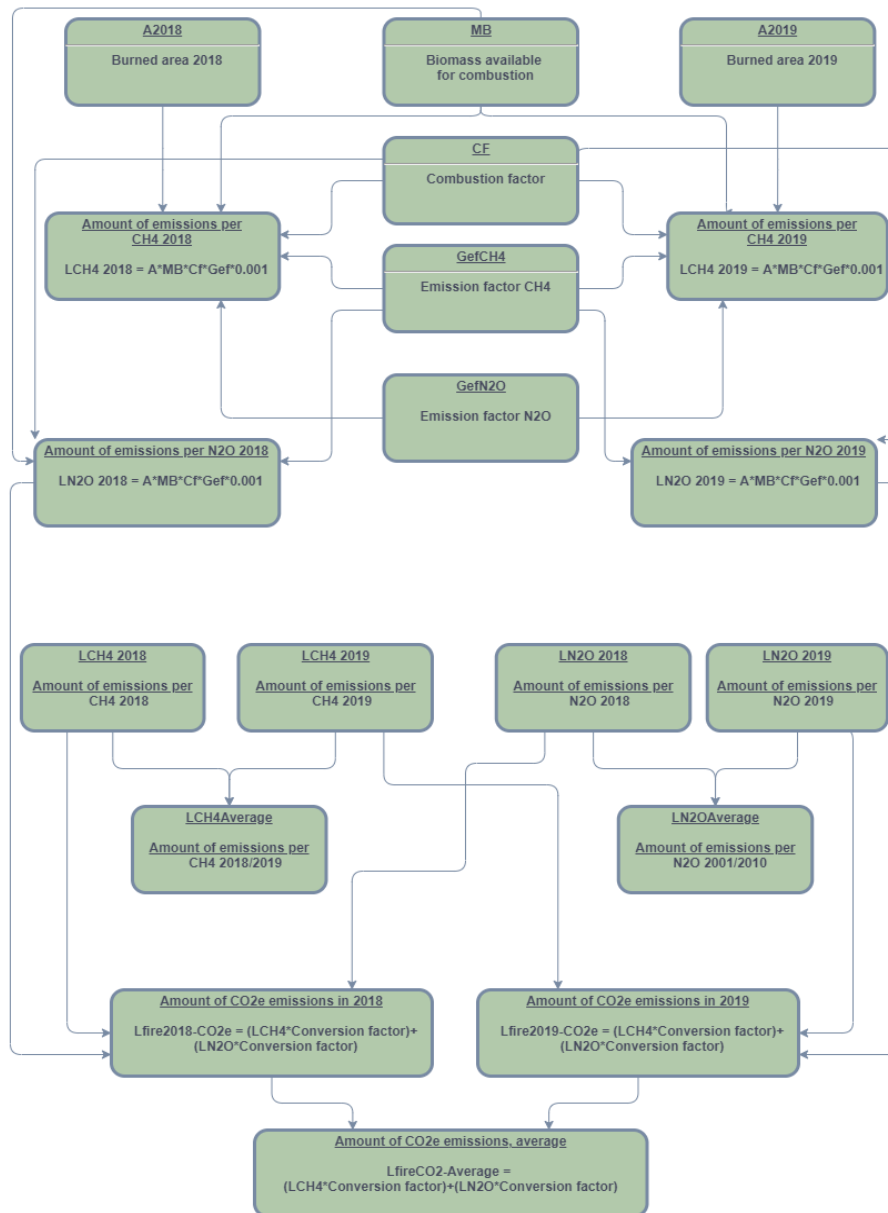 A2018
Burned area 2018
MB
Biomass available
for combustion
A2019
Burned area 2019
CF
Combustion factor
Amount of emissions per
CH4 2018
LCH4 2018 = A*MB*Cf*Gef*0.001
GefCH4
Emission factor CH4
Amount of emissions per
CH4 2019
LCH4 2019 = A*MB*Cf*Gef*0.001
GefN2O
Emission factor N2O
Amount of emissions per N2O 2018
LN2O 2018 = A*MB*Cf*Gef*0.001
Amount of emissions per N2O 2019
LN2O 2019 = A*MB*Cf*Gef*0.001
LCH4 2018
Amount of emissions per
CH4 2018
LCH4 2019
Amount of emissions per
CH4 2019
LN2O 2018
Amount of emissions per
N2O 2018
LN2O 2019
Amount of emissions per
N2O 2019
LCH4Average
Amount of emissions per
CH4 2018/2019
LN2OAverage
Amount of emissions per
N2O 2001/2010
Amount of CO2e emissions in 2018
Lfire2018-CO2e = (LCH4*Conversion factor)+
(LN2O*Conversion factor)
Amount of CO2e emissions in 2019
Lfire2019-CO2e = (LCH4*Conversion factor)+
(LN2O*Conversion factor)
Amount of CO2e emissions, average
LfireCO2-Average =
(LCH4*Conversion factor)+(LN2O*Conversion factor)